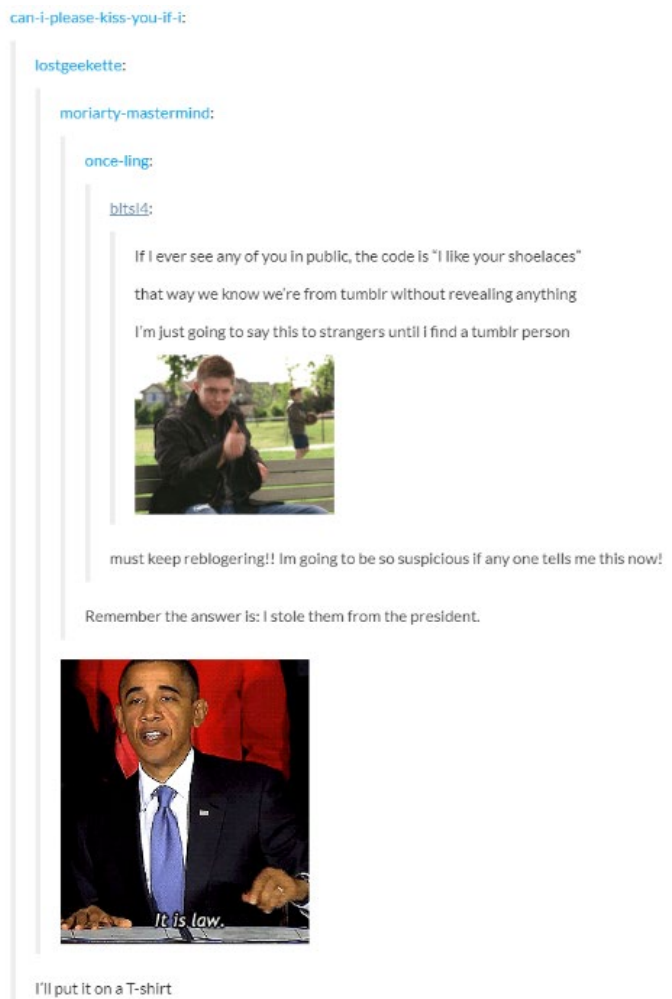 can-i-please-kiss-you-if-i:
lostgeekette:
moriarty-mastermind:
once-ling:
bltsl4:
If I ever see any of you in public, the code is "I like your shoelaces"
that way we know we're from tumblr without revealing anything
I'm just going to say this to strangers until i find a tumblr person
must keep reblogering!! Im going to be so suspicious if any one tells me this now!
Remember the answer is: I stole them from the president.
It is law.
I'll put it on a T-shirt